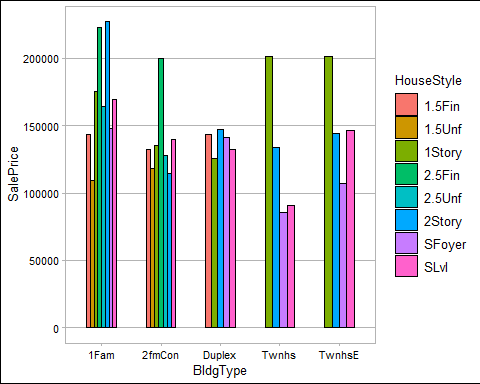 200000
150000
100000
50000
0
SalePrice
1Fam 2fmCon Duplex Twnhs TwnhsE
BldgType
HouseStyle
1.5Fin
1.5Unf
1Story
2.5Fin
2.5Unf
2Story
SFoyer
SLvl